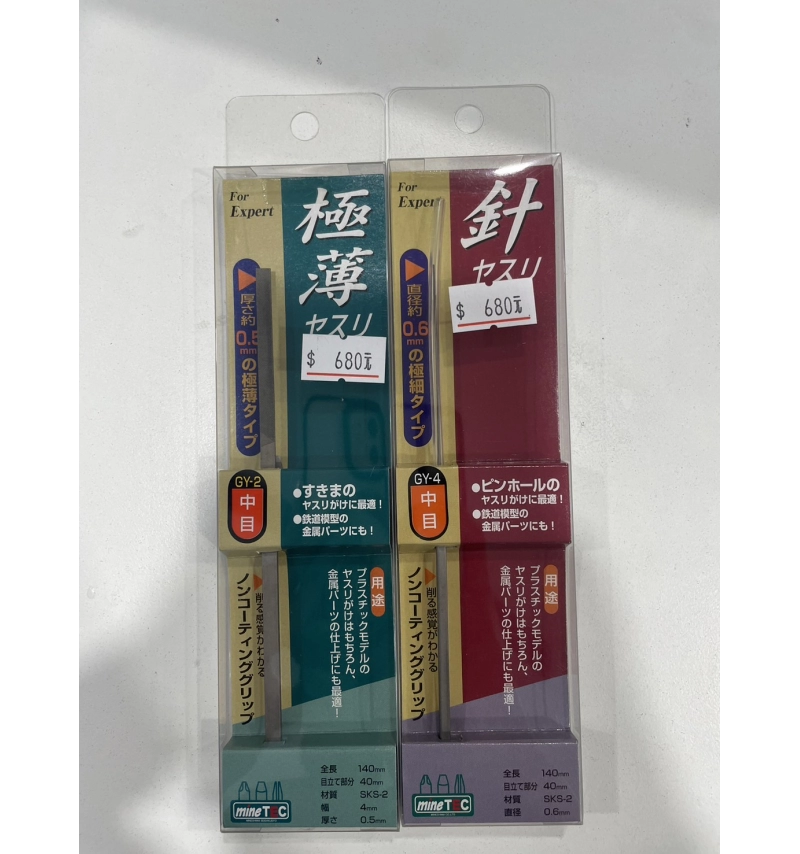 For
Expert
極薄
ヤスリ
$ 680元
厚さ約
0.5
mm
の極薄タイプ
GY-2
中目
●すきまの
ヤスリがけに最適！
●鉄道模型の
金属パーツにも！
用途
プラスチックモデルの
ヤスリがけはもちろん、
金属パーツの仕上げにも最適！
削る感覚がわかる
ノンコーティンググリップ
全長 140mm
目立て部分 40mm
材質 SKS-2
幅 4mm
厚さ 0.5mm
mineTEC
For
Expert
針
ヤスリ
$ 680元
直径約
0.6
mm
の極細タイプ
GY-4
中目
●ピンホールの
ヤスリがけに最適！
●鉄道模型の
金属パーツにも！
用途
プラスチックモデルの
ヤスリがけはもちろん、
金属パーツの仕上げにも最適！
削る感覚がわかる
ノンコーティンググリップ
全長 140mm
目立て部分 40mm
材質 SKS-2
直径 0.6mm
mineTEC